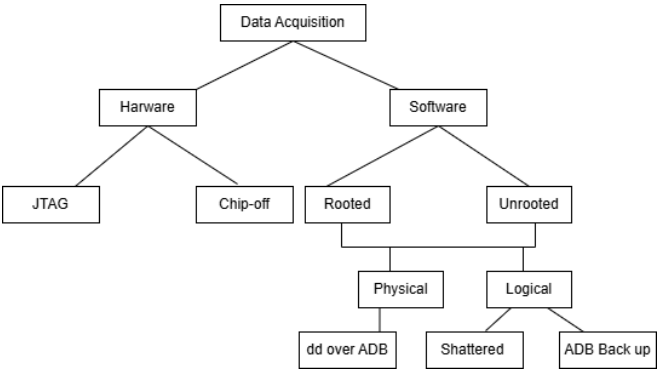 Data Acquisition
Harware
Software
JTAG
Chip-off
Rooted
Unrooted
Physical
Logical
dd over ADB
Shattered
ADB Back up